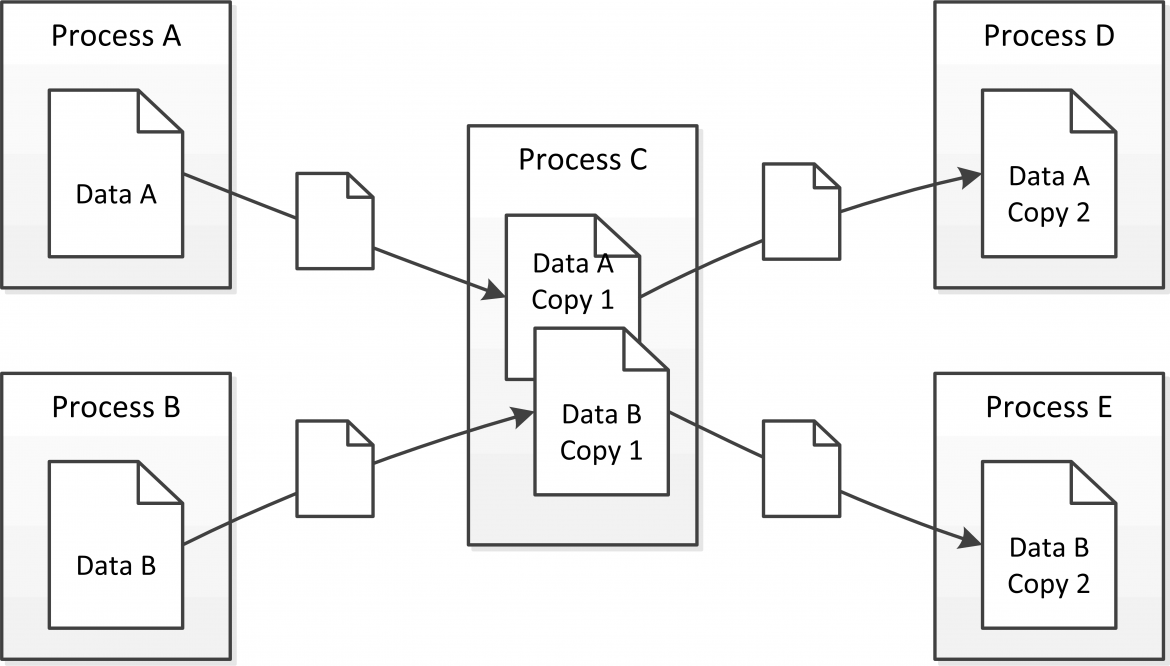 Process A
Data A
Process B
Data B
Process C
Data A
Copy 1
Data B
Copy 1
Process D
Data A
Copy 2
Process E
Data B
Copy 2